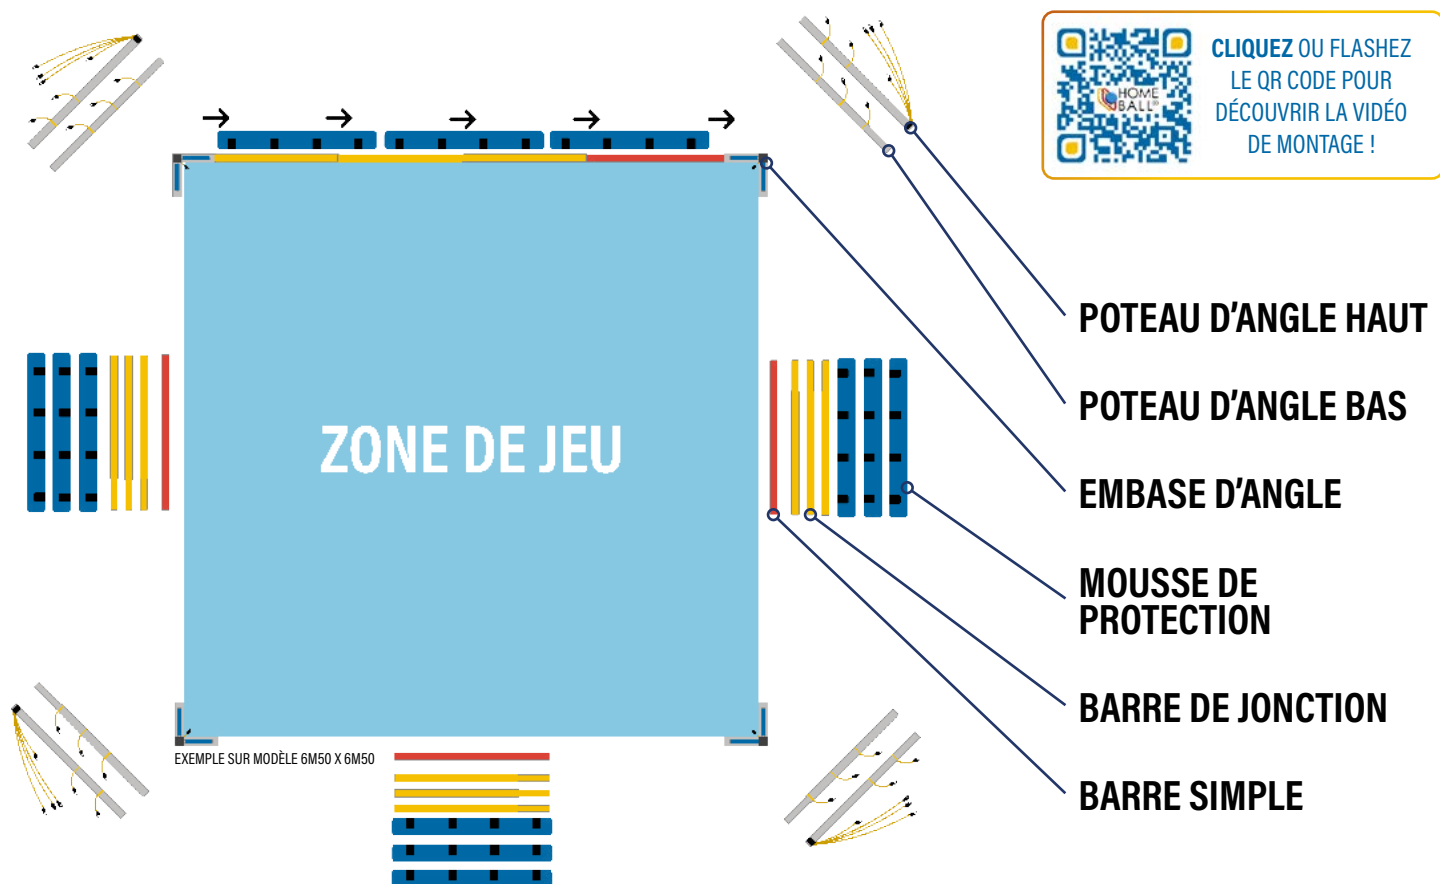 CLIQUEZ OU FLASHEZ
LE QR CODE POUR
DÉCOUVRIR LA VIDÉO
DE MONTAGE !
HOME
BALL®
POTEAU D'ANGLE HAUT
POTEAU D'ANGLE BAS
EMBASE D'ANGLE
MOUSSE DE
PROTECTION
BARRE DE JONCTION
BARRE SIMPLE
ZONE DE JEU
EXEMPLE SUR MODÈLE 6M50 X 6M50